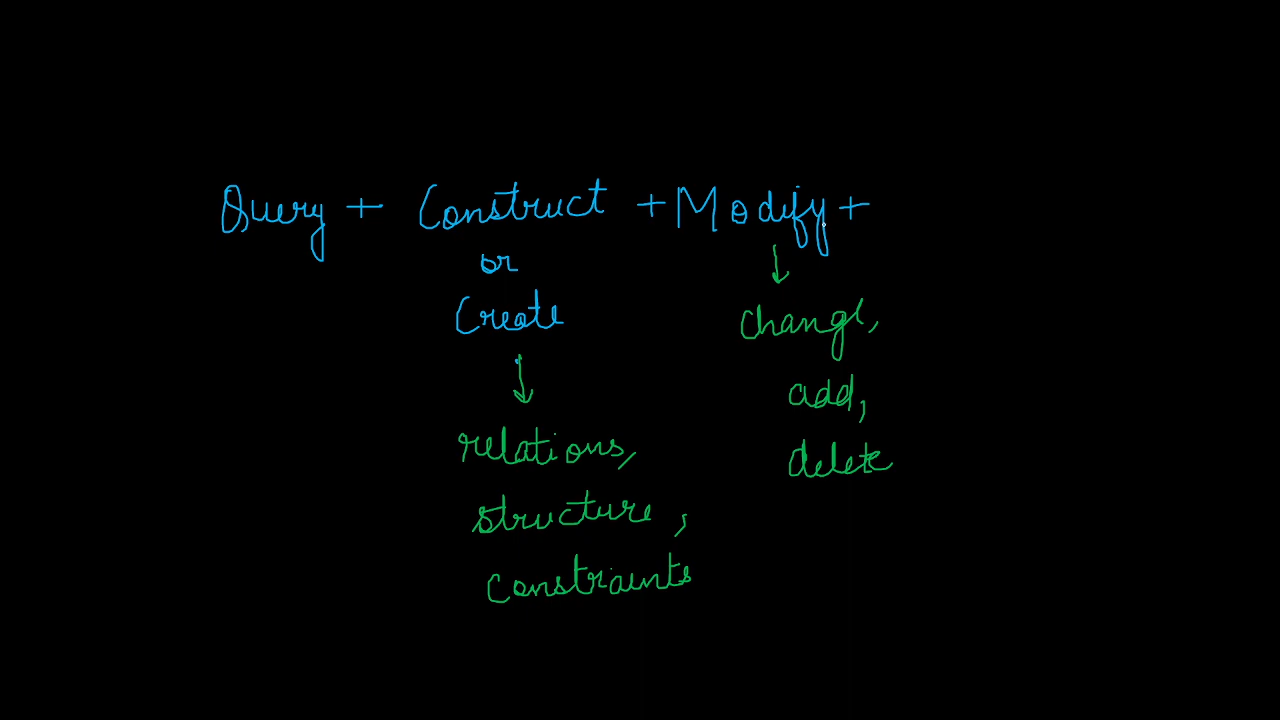 Query + Construct + Modify +
or
Create
change,
add,
delete
relations,
structure,
constraints